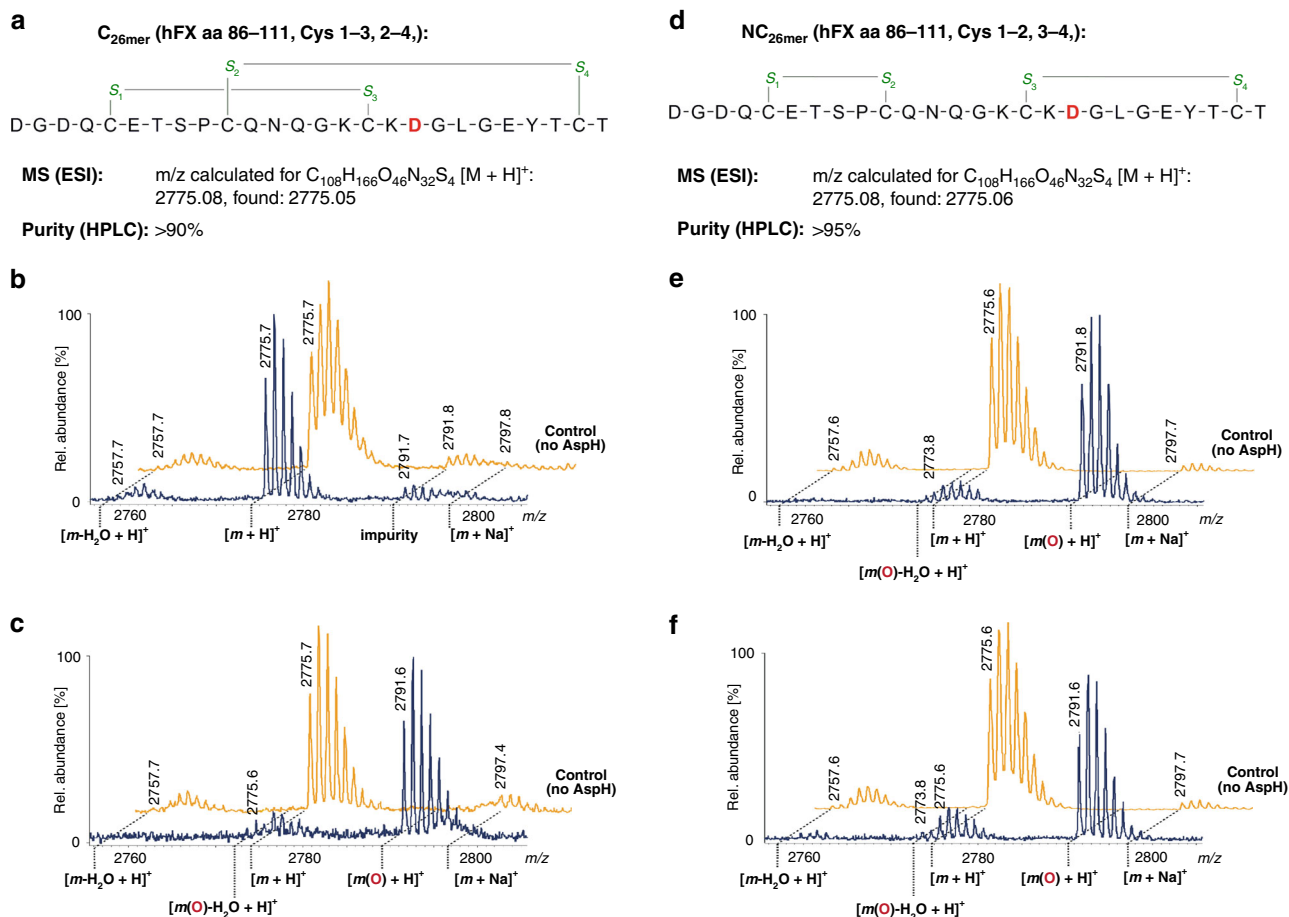 a
C26mer (hFX aa 86–111, Cys 1–3, 2–4,):
S2 S4
S1 S3
D-G-D-Q-C-E-T-S-P-C-Q-N-Q-G-K-C-K-D-G-L-G-E-Y-T-C-T
MS (ESI): m/z calculated for C108H166O46N32S4 [M + H]+:
2775.08, found: 2775.05
Purity (HPLC): >90%
d
NC26mer (hFX aa 86–111, Cys 1–2, 3–4,):
S1 S2 S3 S4
D-G-D-Q-C-E-T-S-P-C-Q-N-Q-G-K-C-K-D-G-L-G-E-Y-T-C-T
MS (ESI): m/z calculated for C108H166O46N32S4 [M + H]+:
2775.08, found: 2775.06
Purity (HPLC): >95%
b
Rel. abundance [%]
100
0
2757.7
2757.7
2775.7
2775.7
2791.7
2791.8
2797.8
Control
(no AspH)
2760 2780 2800 m/z
[m-H2O + H]+ [m + H]+ impurity [m + Na]+
e
Rel. abundance [%]
100
0
2757.6
2773.8
2775.6
2791.8
2797.7
Control
(no AspH)
2760 2780 2800 m/z
[m-H2O + H]+ [m + H]+ [m(O) + H]+ [m + Na]+
[m(O)-H2O + H]+
c
Rel. abundance [%]
100
0
2757.7
2775.6
2775.7
2791.6
2797.4
Control
(no AspH)
2760 2780 2800 m/z
[m-H2O + H]+ [m + H]+ [m(O) + H]+ [m + Na]+
[m(O)-H2O + H]+
f
Rel. abundance [%]
100
0
2757.6
2773.8
2775.6
2775.6
2791.6
2797.7
Control
(no AspH)
2760 2780 2800 m/z
[m-H2O + H]+ [m + H]+ [m(O) + H]+ [m + Na]+
[m(O)-H2O + H]+